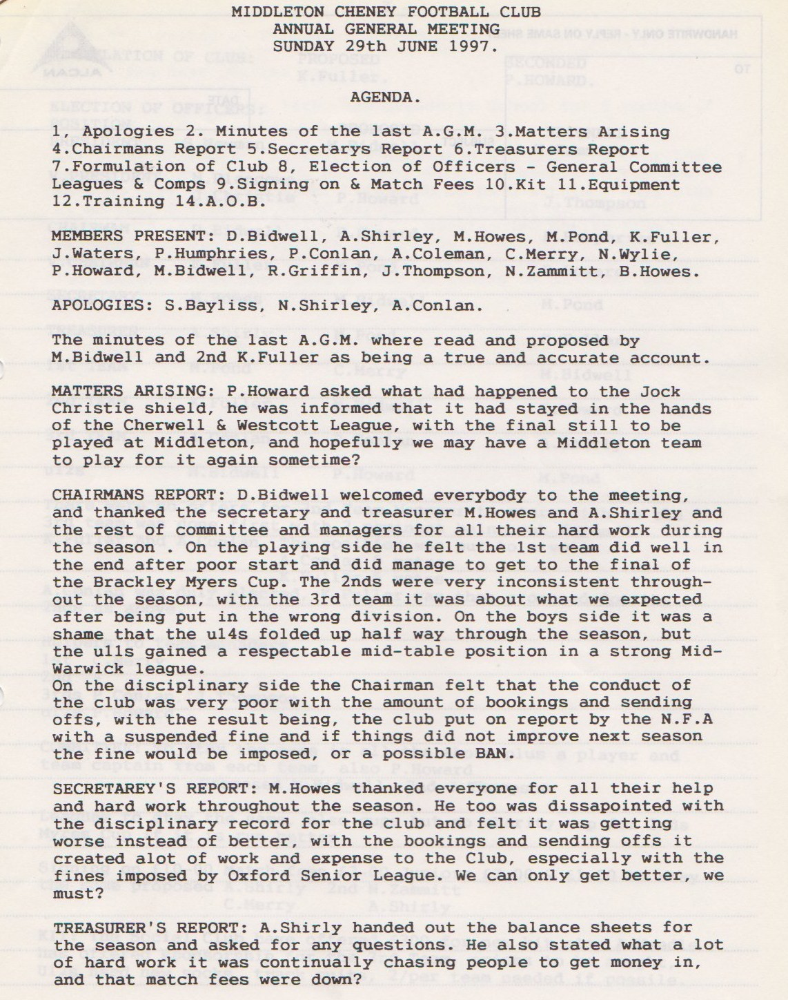 MIDDLETON CHENEY FOOTBALL CLUB
ANNUAL GENERAL MEETING
SUNDAY 29th JUNE 1997.
AGENDA.
1, Apologies 2. Minutes of the last A.G.M. 3.Matters Arising
4.Chairmans Report 5.Secretarys Report 6.Treasurers Report
7.Formulation of Club 8, Election of Officers - General Committee
Leagues & Comps 9.Signing on & Match Fees 10.Kit 11.Equipment
12.Training 14.A.O.B.
MEMBERS PRESENT: D.Bidwell, A.Shirley, M.Howes, M.Pond, K.Fuller,
J.Waters, P.Humphries, P.Conlan, A.Coleman, C.Merry, N.Wylie,
P.Howard, M.Bidwell, R.Griffin, J.Thompson, N.Zammitt, B.Howes.
APOLOGIES: S.Bayliss, N.Shirley, A.Conlan.
The minutes of the last A.G.M. where read and proposed by
M.Bidwell and 2nd K.Fuller as being a true and accurate account.
MATTERS ARISING: P.Howard asked what had happened to the Jock
Christie shield, he was informed that it had stayed in the hands
of the Cherwell & Westcott League, with the final still to be
played at Middleton, and hopefully we may have a Middleton team
to play for it again sometime?
CHAIRMANS REPORT: D.Bidwell welcomed everybody to the meeting,
and thanked the secretary and treasurer M.Howes and A.Shirley and
the rest of committree and managers for all their hard work during
the season . On the playing side he felt the 1st team did well in
the end after poor start and did manage to get to the final of
the Brackley Myers Cup. The 2nds were very inconsistent through-
out the season, with the 3rd team it was about what we expected
after being put in the wrong division. On the boys side it was a
shame that the u14s folded up half way through the season, but
the u11s gained a respectable mid-table position in a strong Mid-
Warwick league.
On the disciplinary side the Chairman felt that the conduct of
the club was very poor with the amount of bookings and sending
offs, with the result being, the club put on report by the N.F.A
with a suspended fine and if things did not improve next season
the fine would be imposed, or a possible BAN.
SECRETAREY'S REPORT: M.Howes thanked everyone for all their help
and hard work throughout the season. He too was dissapointed with
the disciplinary record for the club and felt it was getting
worse instead of better, with the bookings and sending offs it
created alot of work and expense to the Club, especially with the
fines imposed by Oxford Senior League. We can only get better, we
must?
TREASURER'S REPORT: A.Shirly handed out the balance sheets for
the season and asked for any questions. He also stated what a lot
of hard work it was continually chasing people to get money in,
and that match fees were down?